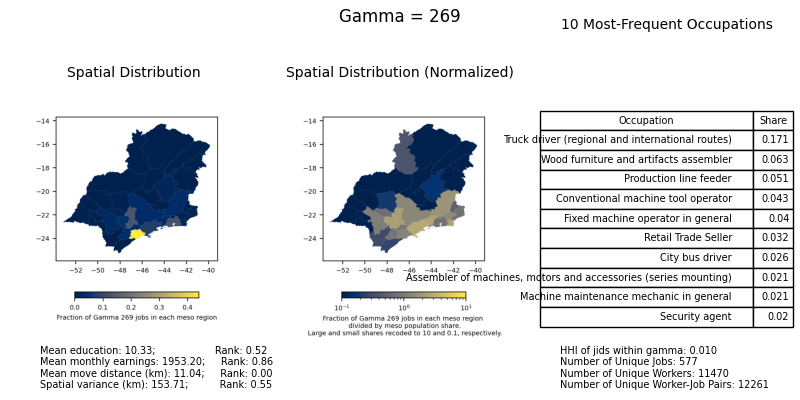 Gamma = 269
10 Most-Frequent Occupations
Spatial Distribution
Spatial Distribution (Normalized)
−14
−16
−18
−20
−22
−24
−52 −50 −48 −46 −44 −42 −40
0.0 0.1 0.2 0.3 0.4
Fraction of Gamma 269 jobs in each meso region
−14
−16
−18
−20
−22
−24
−52 −50 −48 −46 −44 −42 −40
10⁻¹ 10⁰ 10¹
Fraction of Gamma 269 jobs in each meso region
divided by meso population share.
Large and small shares recoded to 10 and 0.1, respectively.
Occupation Share
Truck driver (regional and international routes) 0.171
Wood furniture and artifacts assembler 0.063
Production line feeder 0.051
Conventional machine tool operator 0.043
Fixed machine operator in general 0.04
Retail Trade Seller 0.032
City bus driver 0.026
Assembler of machines, motors and accessories (series mounting) 0.021
Machine maintenance mechanic in general 0.021
Security agent 0.02
Mean education: 10.33; Rank: 0.52
Mean monthly earnings: 1953.20; Rank: 0.86
Mean move distance (km): 11.04; Rank: 0.00
Spatial variance (km): 153.71; Rank: 0.55
HHI of jids within gamma: 0.010
Number of Unique Jobs: 577
Number of Unique Workers: 11470
Number of Unique Worker-Job Pairs: 12261